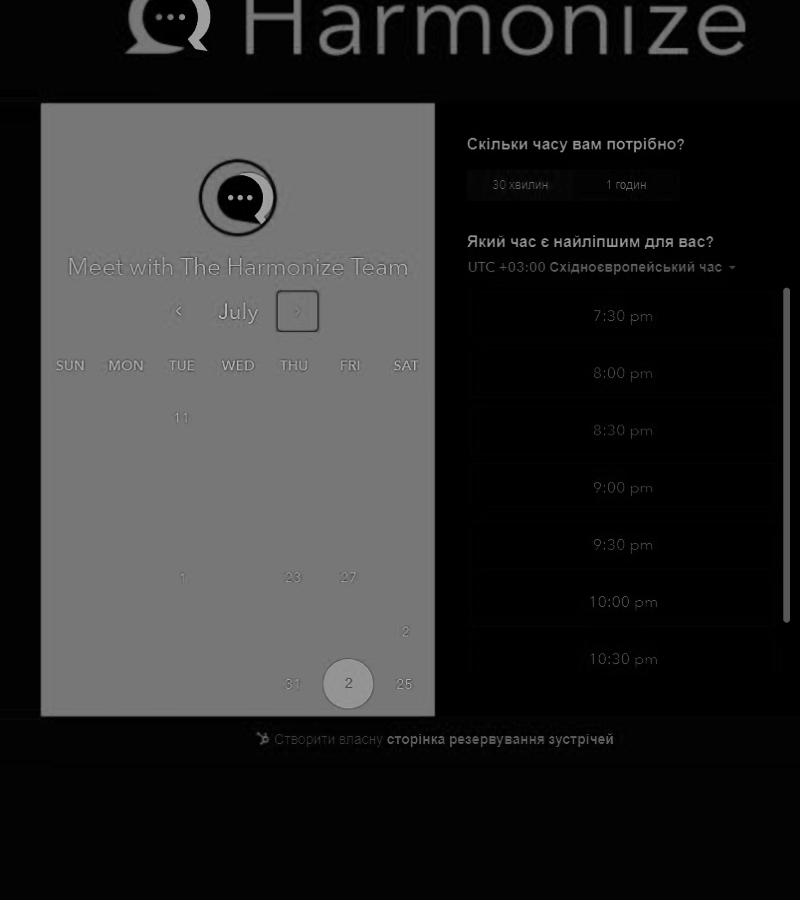 Harmonize
Meet with The Harmonize Team
July
SUN MON TUE WED THU FRI SAT
11
1 23 27
2
31 2 25
Скільки часу вам потрібно?
30 хвилин 1 годин
Який час є найліпшим для вас?
UTC +03:00 Східноєвропейський час
7:30 pm
8:00 pm
8:30 pm
9:00 pm
9:30 pm
10:00 pm
10:30 pm
Створити власну сторінка резервування зустрічей